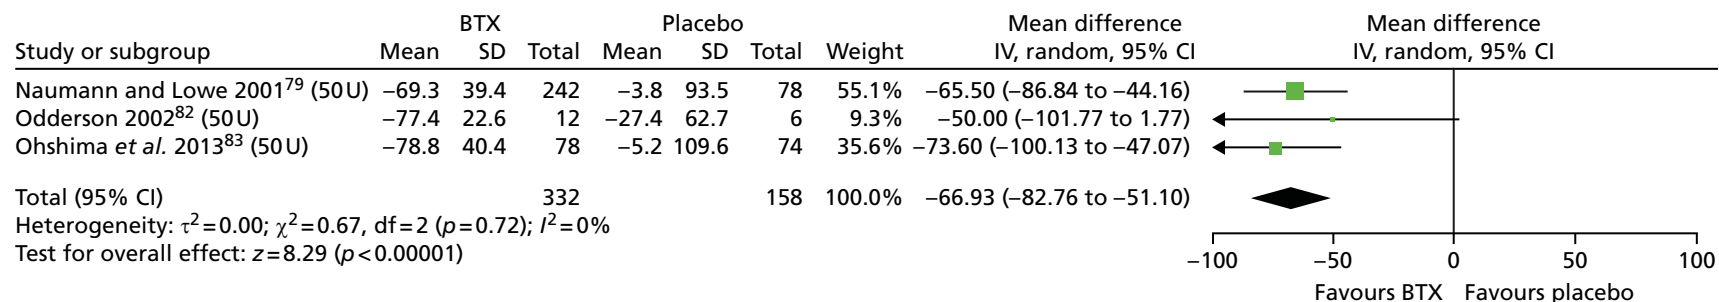 BTX Placebo Mean difference Mean difference
Study or subgroup Mean SD Total Mean SD Total Weight IV, random, 95% CI IV, random, 95% CI
Naumann and Lowe 2001⁷⁹ (50U) −69.3 39.4 242 −3.8 93.5 78 55.1% −65.50 (−86.84 to −44.16)
Odderson 2002⁸² (50U) −77.4 22.6 12 −27.4 62.7 6 9.3% −50.00 (−101.77 to 1.77)
Ohshima et al. 2013⁸³ (50U) −78.8 40.4 78 −5.2 109.6 74 35.6% −73.60 (−100.13 to −47.07)
Total (95% CI) 332 158 100.0% −66.93 (−82.76 to −51.10)
Heterogeneity: τ²=0.00; χ²=0.67, df=2 (p=0.72); I²=0%
Test for overall effect: z=8.29 (p<0.00001)
−100 −50 0 50 100
Favours BTX Favours placebo